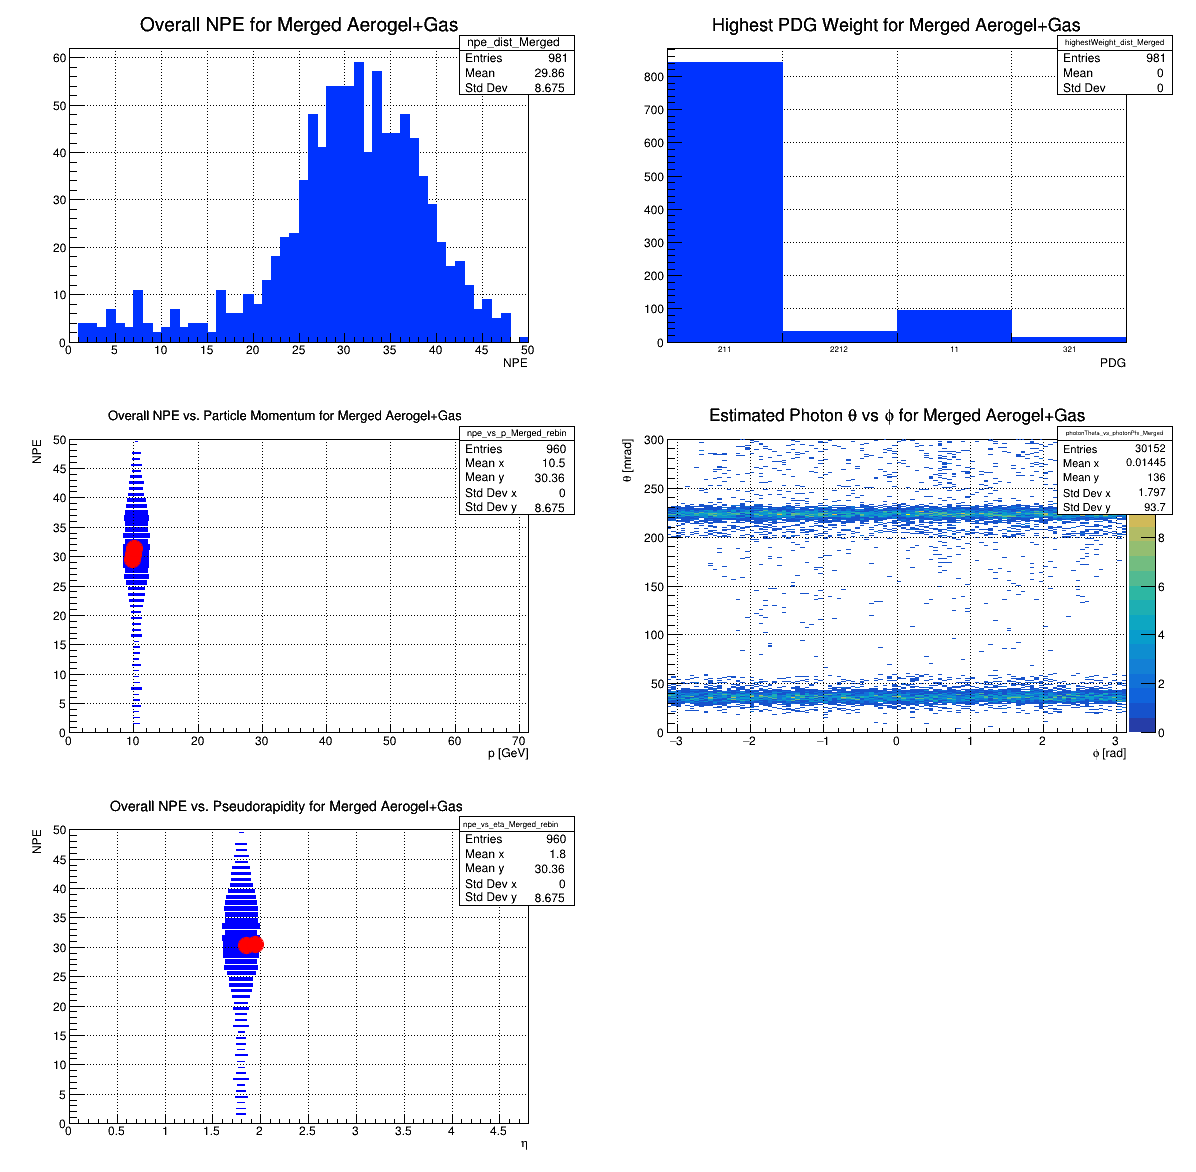 Overall NPE for Merged Aerogel+Gas
npe_dist_Merged
Entries 981
Mean 29.86
Std Dev 8.675
60
50
40
30
20
10
0
0 5 10 15 20 25 30 35 40 45 50
NPE
Highest PDG Weight for Merged Aerogel+Gas
highestWeight_dist_Merged
Entries 981
Mean 0
Std Dev 0
800
700
600
500
400
300
200
100
0
211 2212 11 321
PDG
Overall NPE vs. Particle Momentum for Merged Aerogel+Gas
npe_vs_p_Merged_rebin
Entries 960
Mean x 10.5
Mean y 30.36
Std Dev x 0
Std Dev y 8.675
NPE
50
45
40
35
30
25
20
15
10
5
0
0 10 20 30 40 50 60 70
p [GeV]
Estimated Photon θ vs ϕ for Merged Aerogel+Gas
photonTheta_vs_photonPhi_Merged
Entries 30152
Mean x 0.01445
Mean y 136
Std Dev x 1.797
Std Dev y 93.7
θ [mrad]
300
250
200
150
100
50
0
−3 −2 −1 0 1 2 3
ϕ [rad]
8
6
4
2
0
Overall NPE vs. Pseudorapidity for Merged Aerogel+Gas
npe_vs_eta_Merged_rebin
Entries 960
Mean x 1.8
Mean y 30.36
Std Dev x 0
Std Dev y 8.675
NPE
50
45
40
35
30
25
20
15
10
5
0
0 0.5 1 1.5 2 2.5 3 3.5 4 4.5
η